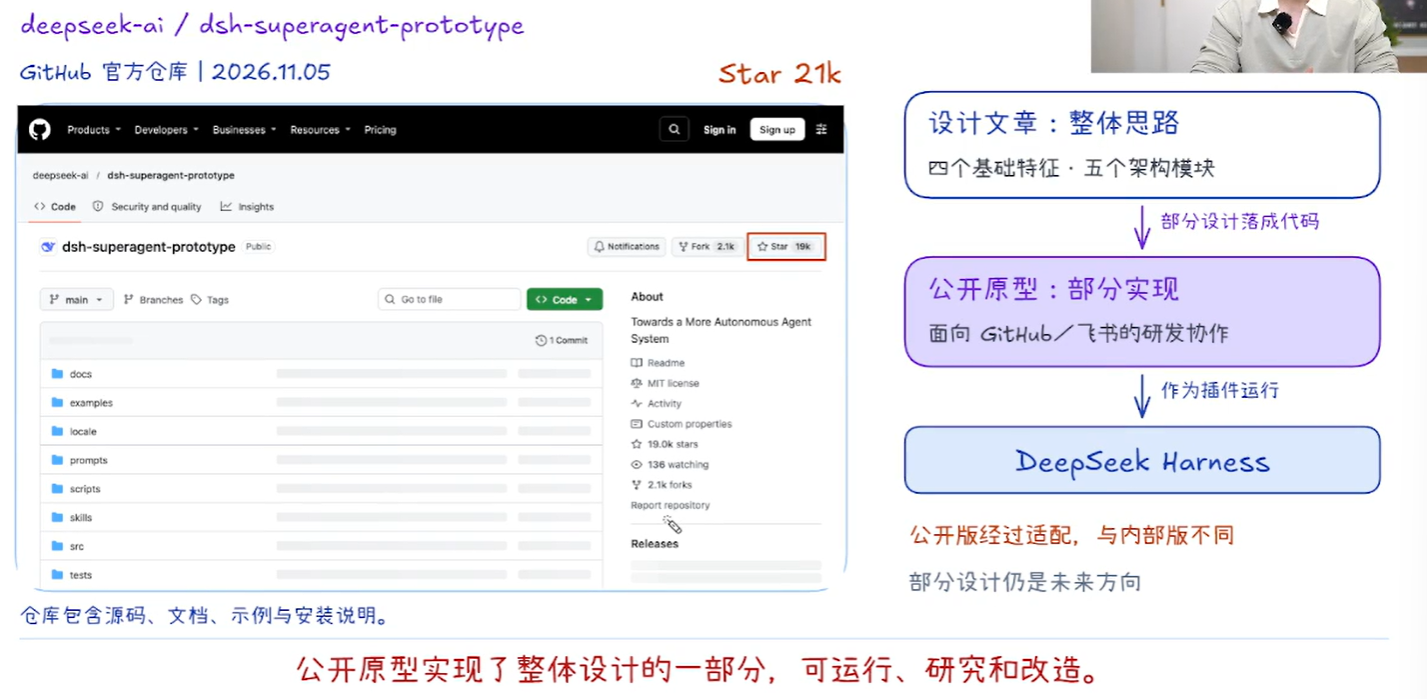 deepseek-ai / dsh-superagent-prototype
GitHub 官方仓库 | 2026.11.05
Star 21k
Products
Developers
Businesses
Resources
Pricing
Sign in
Sign up
deepseek-ai / dsh-superagent-prototype
Code
Security and quality
Insights
dsh-superagent-prototype Public
Notifications
Fork 2.1k
Star 19k
main
Branches
Tags
Go to file
Code
1 Commit
docs
examples
locale
prompts
scripts
skills
src
tests
About
Towards a More Autonomous Agent
System
Readme
MIT license
Activity
Custom properties
19.0k stars
136 watching
2.1k forks
Report repository
Releases
仓库包含源码、文档、示例与安装说明。
设计文章：整体思路
四个基础特征 · 五个架构模块
部分设计落成代码
公开原型：部分实现
面向 GitHub／飞书的研发协作
作为插件运行
DeepSeek Harness
公开版经过适配，与内部版不同
部分设计仍是未来方向
公开原型实现了整体设计的一部分，可运行、研究和改造。